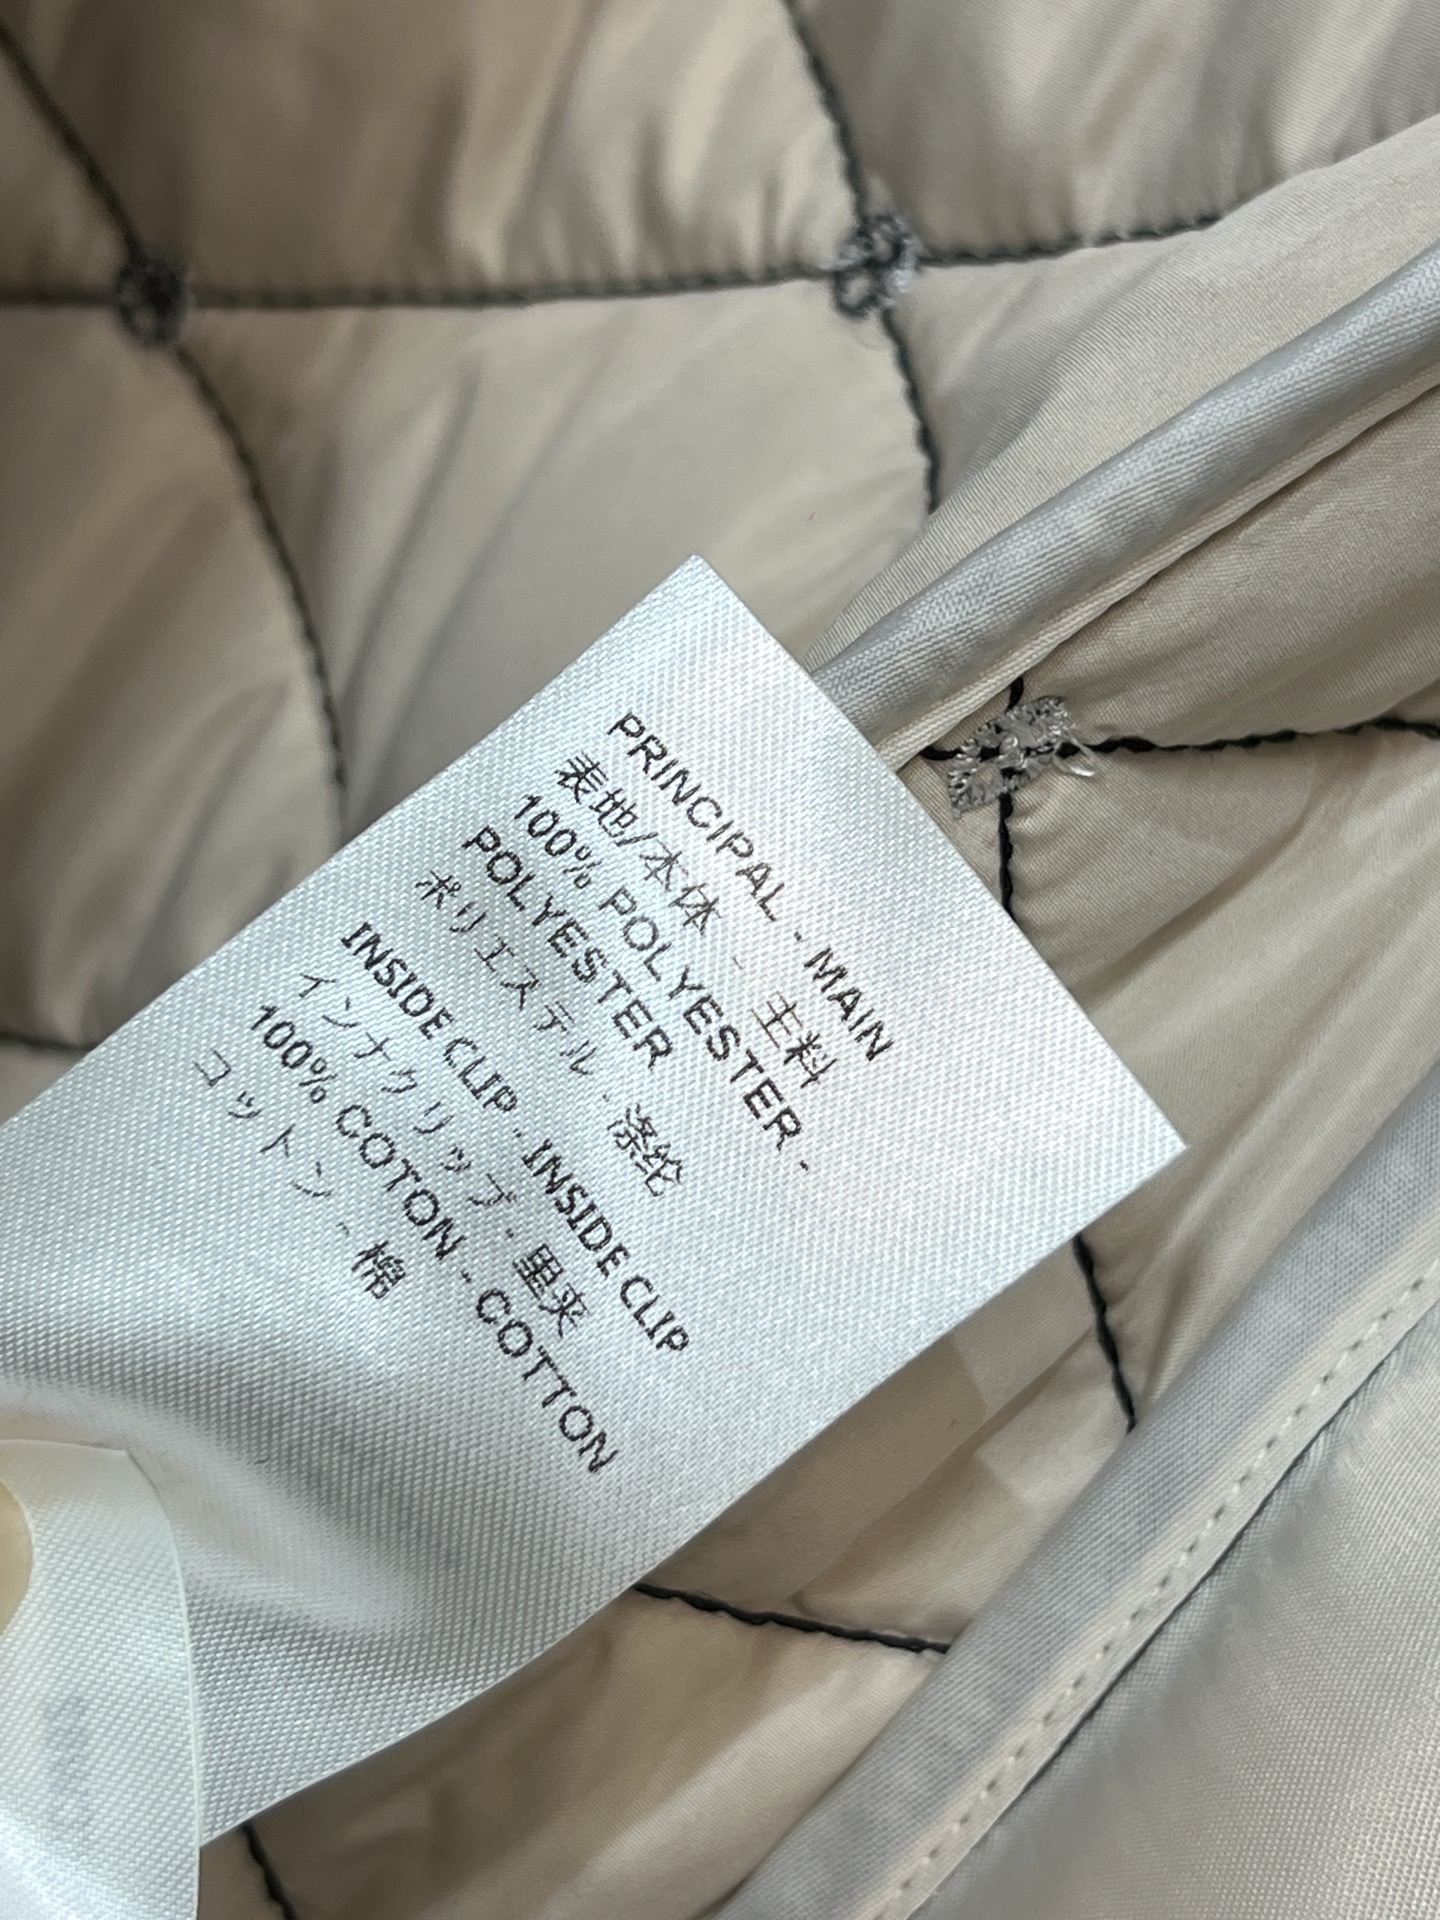 PRINCIPAL - MAIN
表地/本体 - 主料
100% POLYESTER -
POLYESTER
ポリエステル - 涤纶
INSIDE CLIP - INSIDE CLIP
インナクリップ - 里夹
100% COTON - COTTON
コットン - 棉